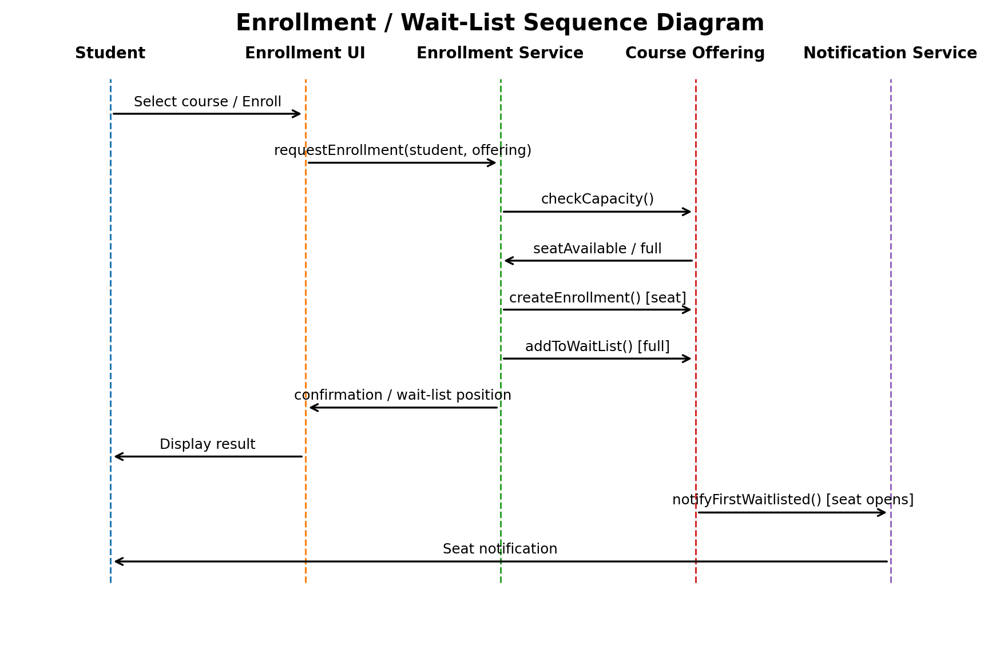 Enrollment / Wait-List Sequence Diagram
Student
Enrollment UI
Enrollment Service
Course Offering
Notification Service
Select course / Enroll
requestEnrollment(student, offering)
checkCapacity()
seatAvailable / full
createEnrollment() [seat]
addToWaitList() [full]
confirmation / wait-list position
Display result
notifyFirstWaitlisted() [seat opens]
Seat notification